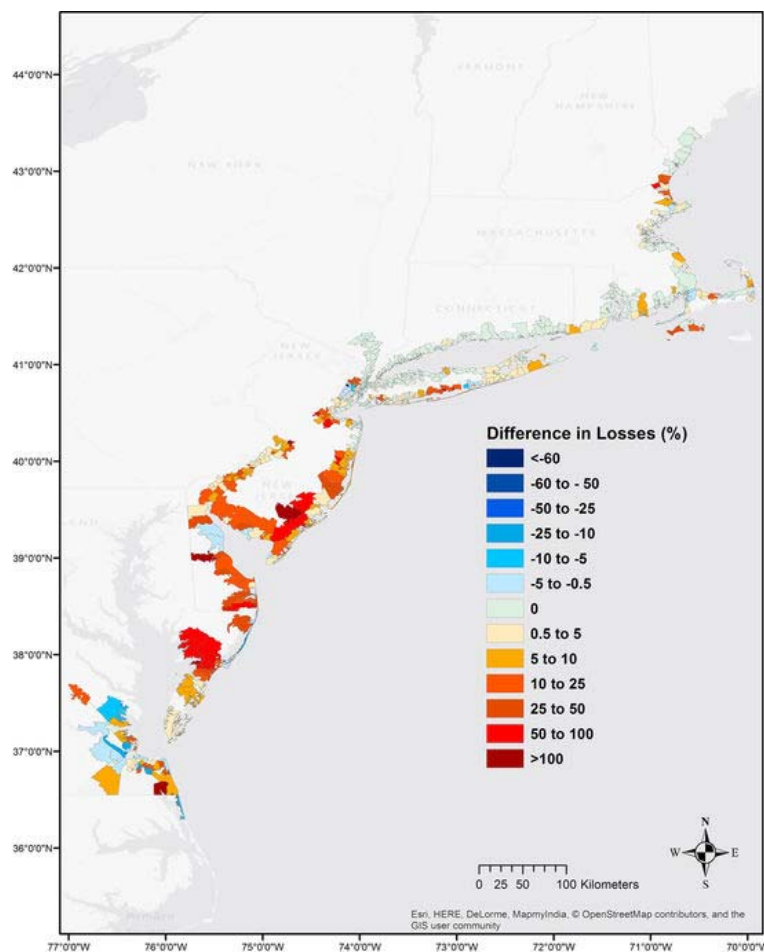 44°0'0"N
43°0'0"N
42°0'0"N
41°0'0"N
40°0'0"N
39°0'0"N
38°0'0"N
37°0'0"N
36°0'0"N
VERMONT
NEW
HAMPSHIRE
NEW YORK
MASSACHUSETTS
CONNECTICUT
NEW
JERSEY
NEW
JERSEY
Difference in Losses (%)
<-60
-60 to - 50
-50 to -25
-25 to -10
-10 to -5
-5 to -0.5
0
0.5 to 5
5 to 10
10 to 25
25 to 50
50 to 100
>100
N
W E
S
0 25 50 100 Kilometers
Esri, HERE, DeLorme, MapmyIndia, © OpenStreetMap contributors, and the
GIS user community
77°0'0"W 76°0'0"W 75°0'0"W 74°0'0"W 73°0'0"W 72°0'0"W 71°0'0"W 70°0'0"W